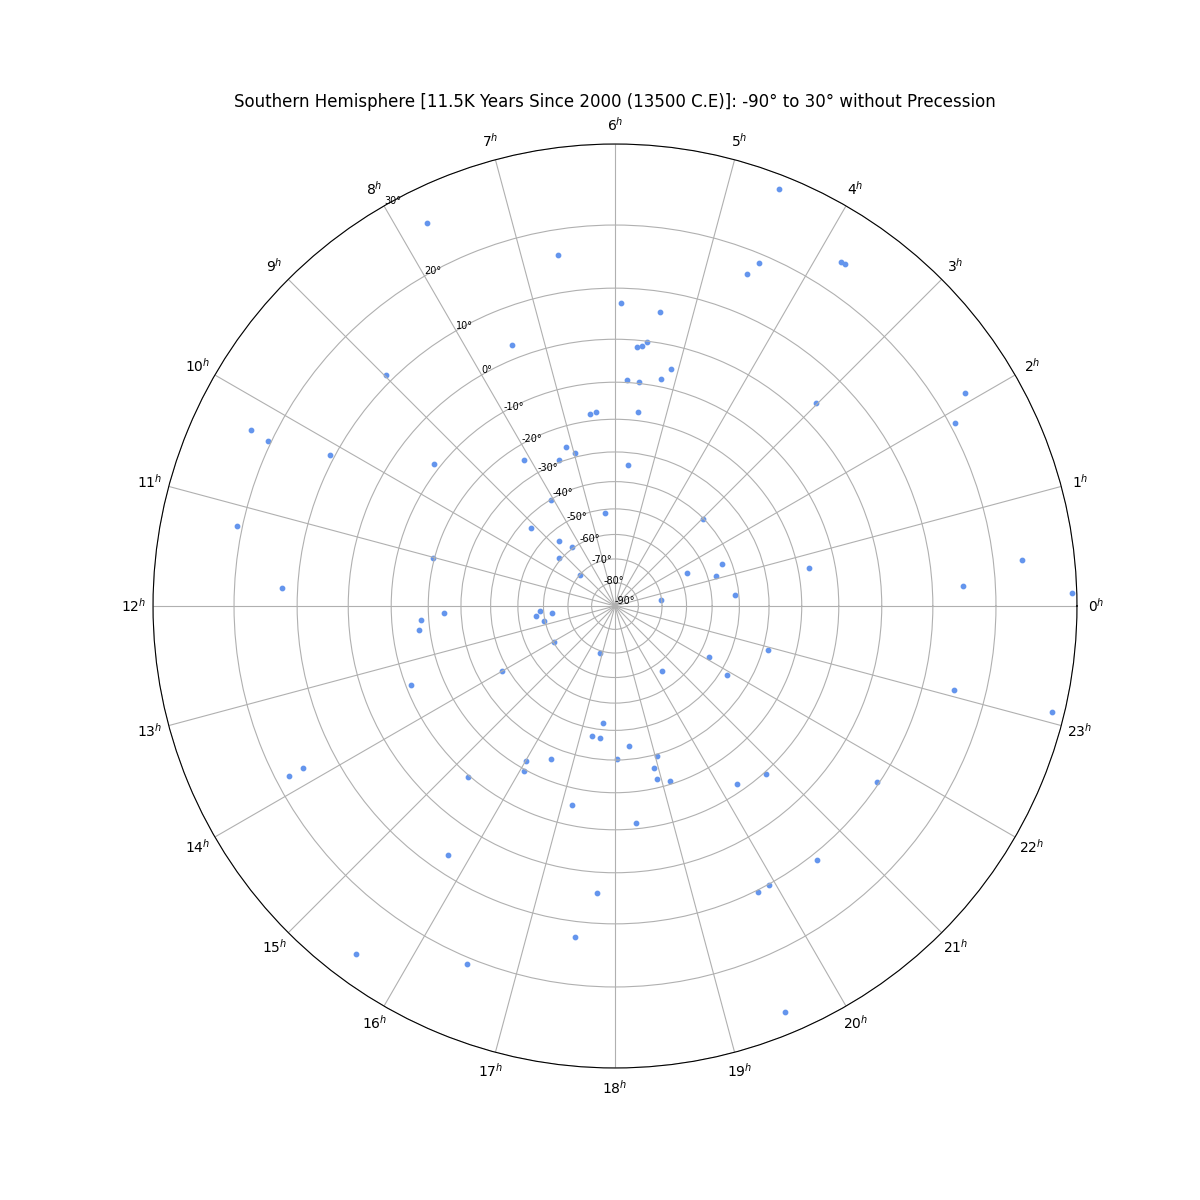 Southern Hemisphere [11.5K Years Since 2000 (13500 C.E)]: -90° to 30° without Precession
6ʰ
7ʰ
5ʰ
8ʰ
4ʰ
30°
9ʰ
3ʰ
20°
10°
10ʰ
2ʰ
0°
-10°
-20°
11ʰ
1ʰ
-30°
-40°
-50°
-60°
-70°
-80°
-90°
12ʰ
0ʰ
13ʰ
23ʰ
14ʰ
22ʰ
15ʰ
21ʰ
16ʰ
20ʰ
17ʰ
19ʰ
18ʰ